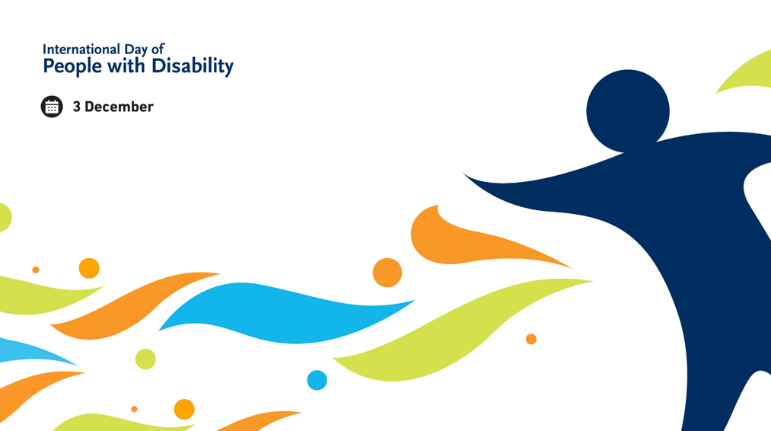 International Day of
People with Disability
3 December